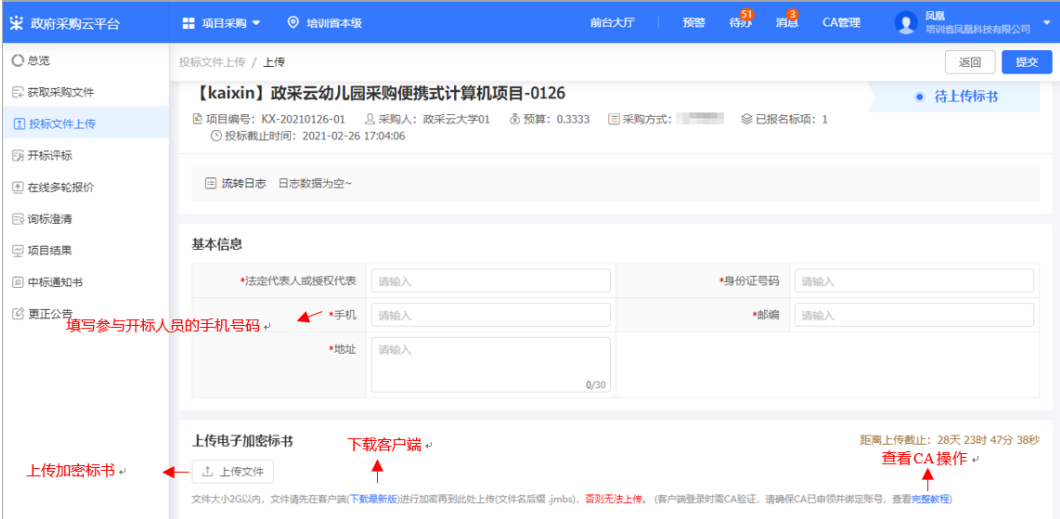 政府采购云平台 项目采购 培训省本级 前台大厅 预警 待办 51 消息 3 CA管理 凤凰
培训省凤凰科技有限公司
总览
获取采购文件
投标文件上传
开标评标
在线多轮报价
询标澄清
项目结果
中标通知书
更正公告
投标文件上传 / 上传 返回 提交
【kaixin】政采云幼儿园采购便携式计算机项目-0126 待上传标书
项目编号：KX-20210126-01 采购人：政采云大学01 预算：0.3333 采购方式： 已报名标项：1
投标截止时间：2021-02-26 17:04:06
流转日志 日志数据为空~
基本信息
*法定代表人或授权代表 请输入 *身份证号码 请输入
填写参与开标人员的手机号码 *手机 请输入 *邮编 请输入
*地址 请输入
0/30
上传电子加密标书 下载客户端 距离上传截止：28天 23时 47分 38秒
查看CA操作
上传加密标书 上传文件
文件大小2G以内，文件请先在客户端(下载最新版)进行加密再到此处上传(文件名后缀 .jmbs)，否则无法上传。 (客户端登录时需CA验证，请确保CA已申领并绑定账号，查看完整教程)